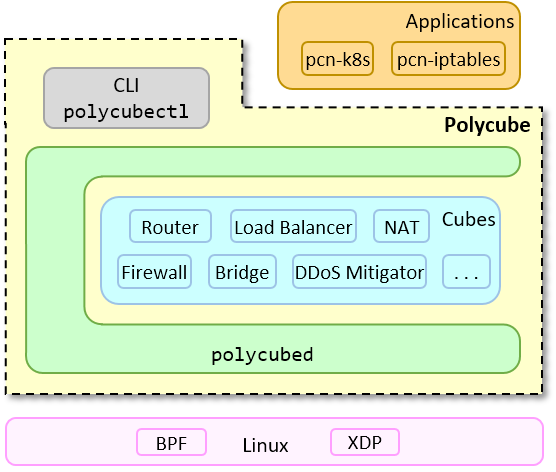 Applications
pcn-k8s
pcn-iptables
CLI
polycubectl
Polycube
Router
Load Balancer
NAT
Cubes
Firewall
Bridge
DDoS Mitigator
. . .
polycubed
BPF
Linux
XDP